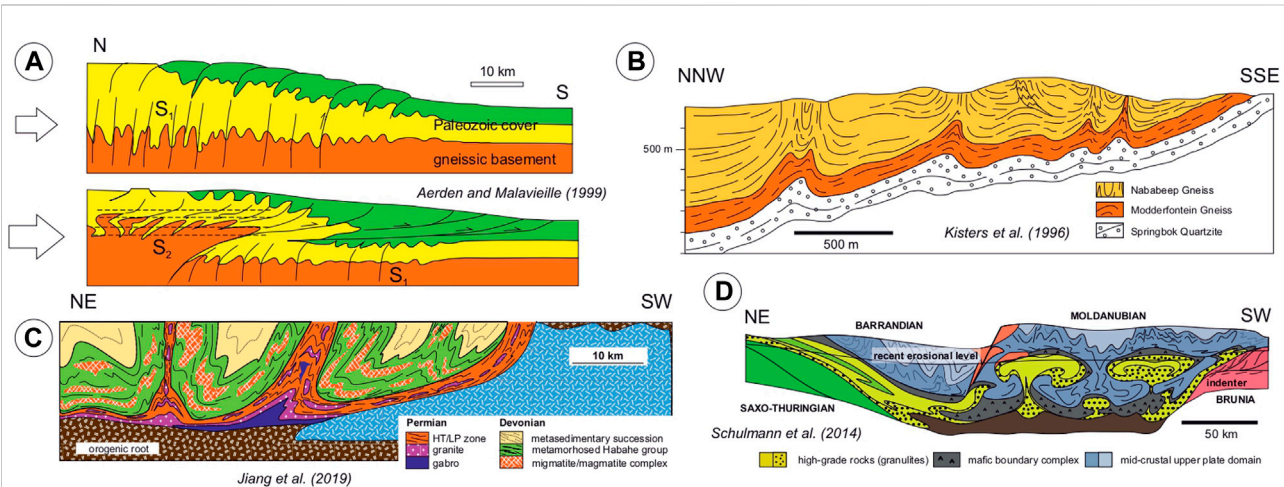 A
N
10 km
S
S1
Paleozoic cover
gneissic basement
Aerden and Malavieille (1999)
S2
S1
B
NNW
SSE
500 m
Nababeep Gneiss
Modderfontein Gneiss
Springbok Quartzite
500 m
Kisters et al. (1996)
C
NE
SW
10 km
orogenic root
Permian
HT/LP zone
granite
gabro
Devonian
metasedimentary succession
metamorhosed Habahe group
migmatite/magmatite complex
Jiang et al. (2019)
D
NE
SW
BARRANDIAN
MOLDANUBIAN
recent erosional level
indenter
SAXO-THURINGIAN
BRUNIA
Schulmann et al. (2014)
50 km
high-grade rocks (granulites)
mafic boundary complex
mid-crustal upper plate domain